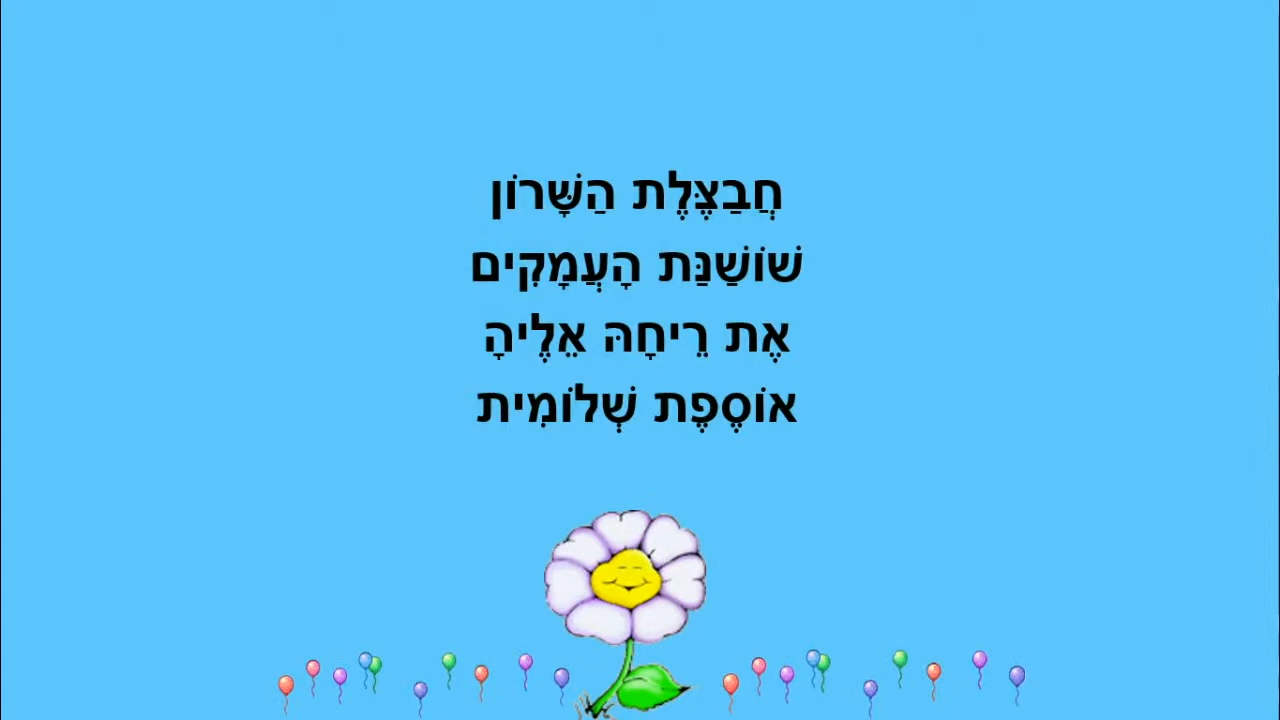 חֲבַצֶּלֶת הַשָּׁרוֹן
שׁוֹשַׁנַּת הָעֲמָקִים
אֶת רֵיחָהּ אֵלֶיהָ
אוֹסֶפֶת שְׁלוֹמִית